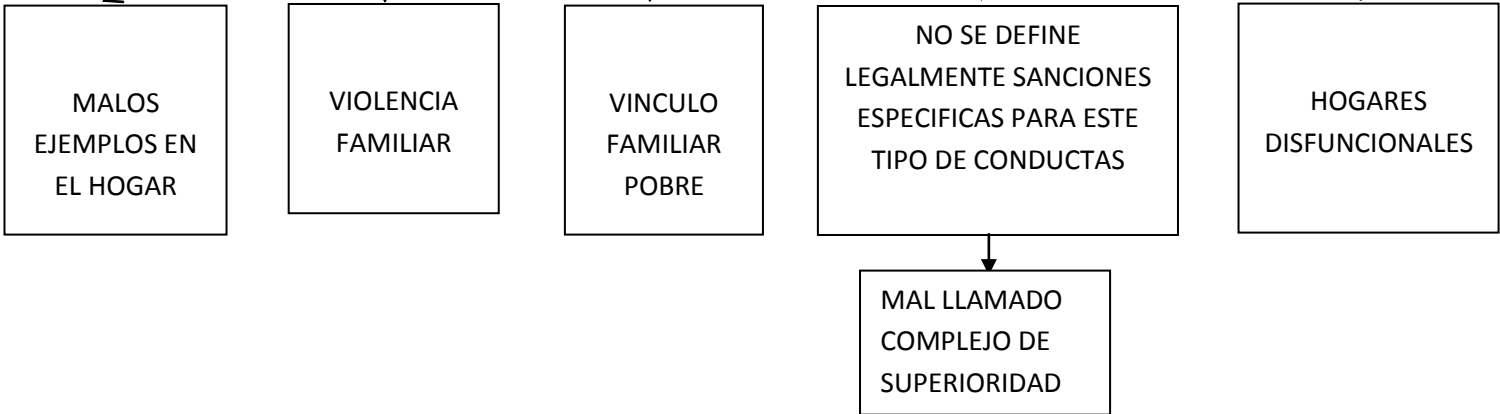 MALOS
EJEMPLOS EN
EL HOGAR
VIOLENCIA
FAMILIAR
VINCULO
FAMILIAR
POBRE
NO SE DEFINE
LEGALMENTE SANCIONES
ESPECIFICAS PARA ESTE
TIPO DE CONDUCTAS
HOGARES
DISFUNCIONALES
MAL LLAMADO
COMPLEJO DE
SUPERIORIDAD